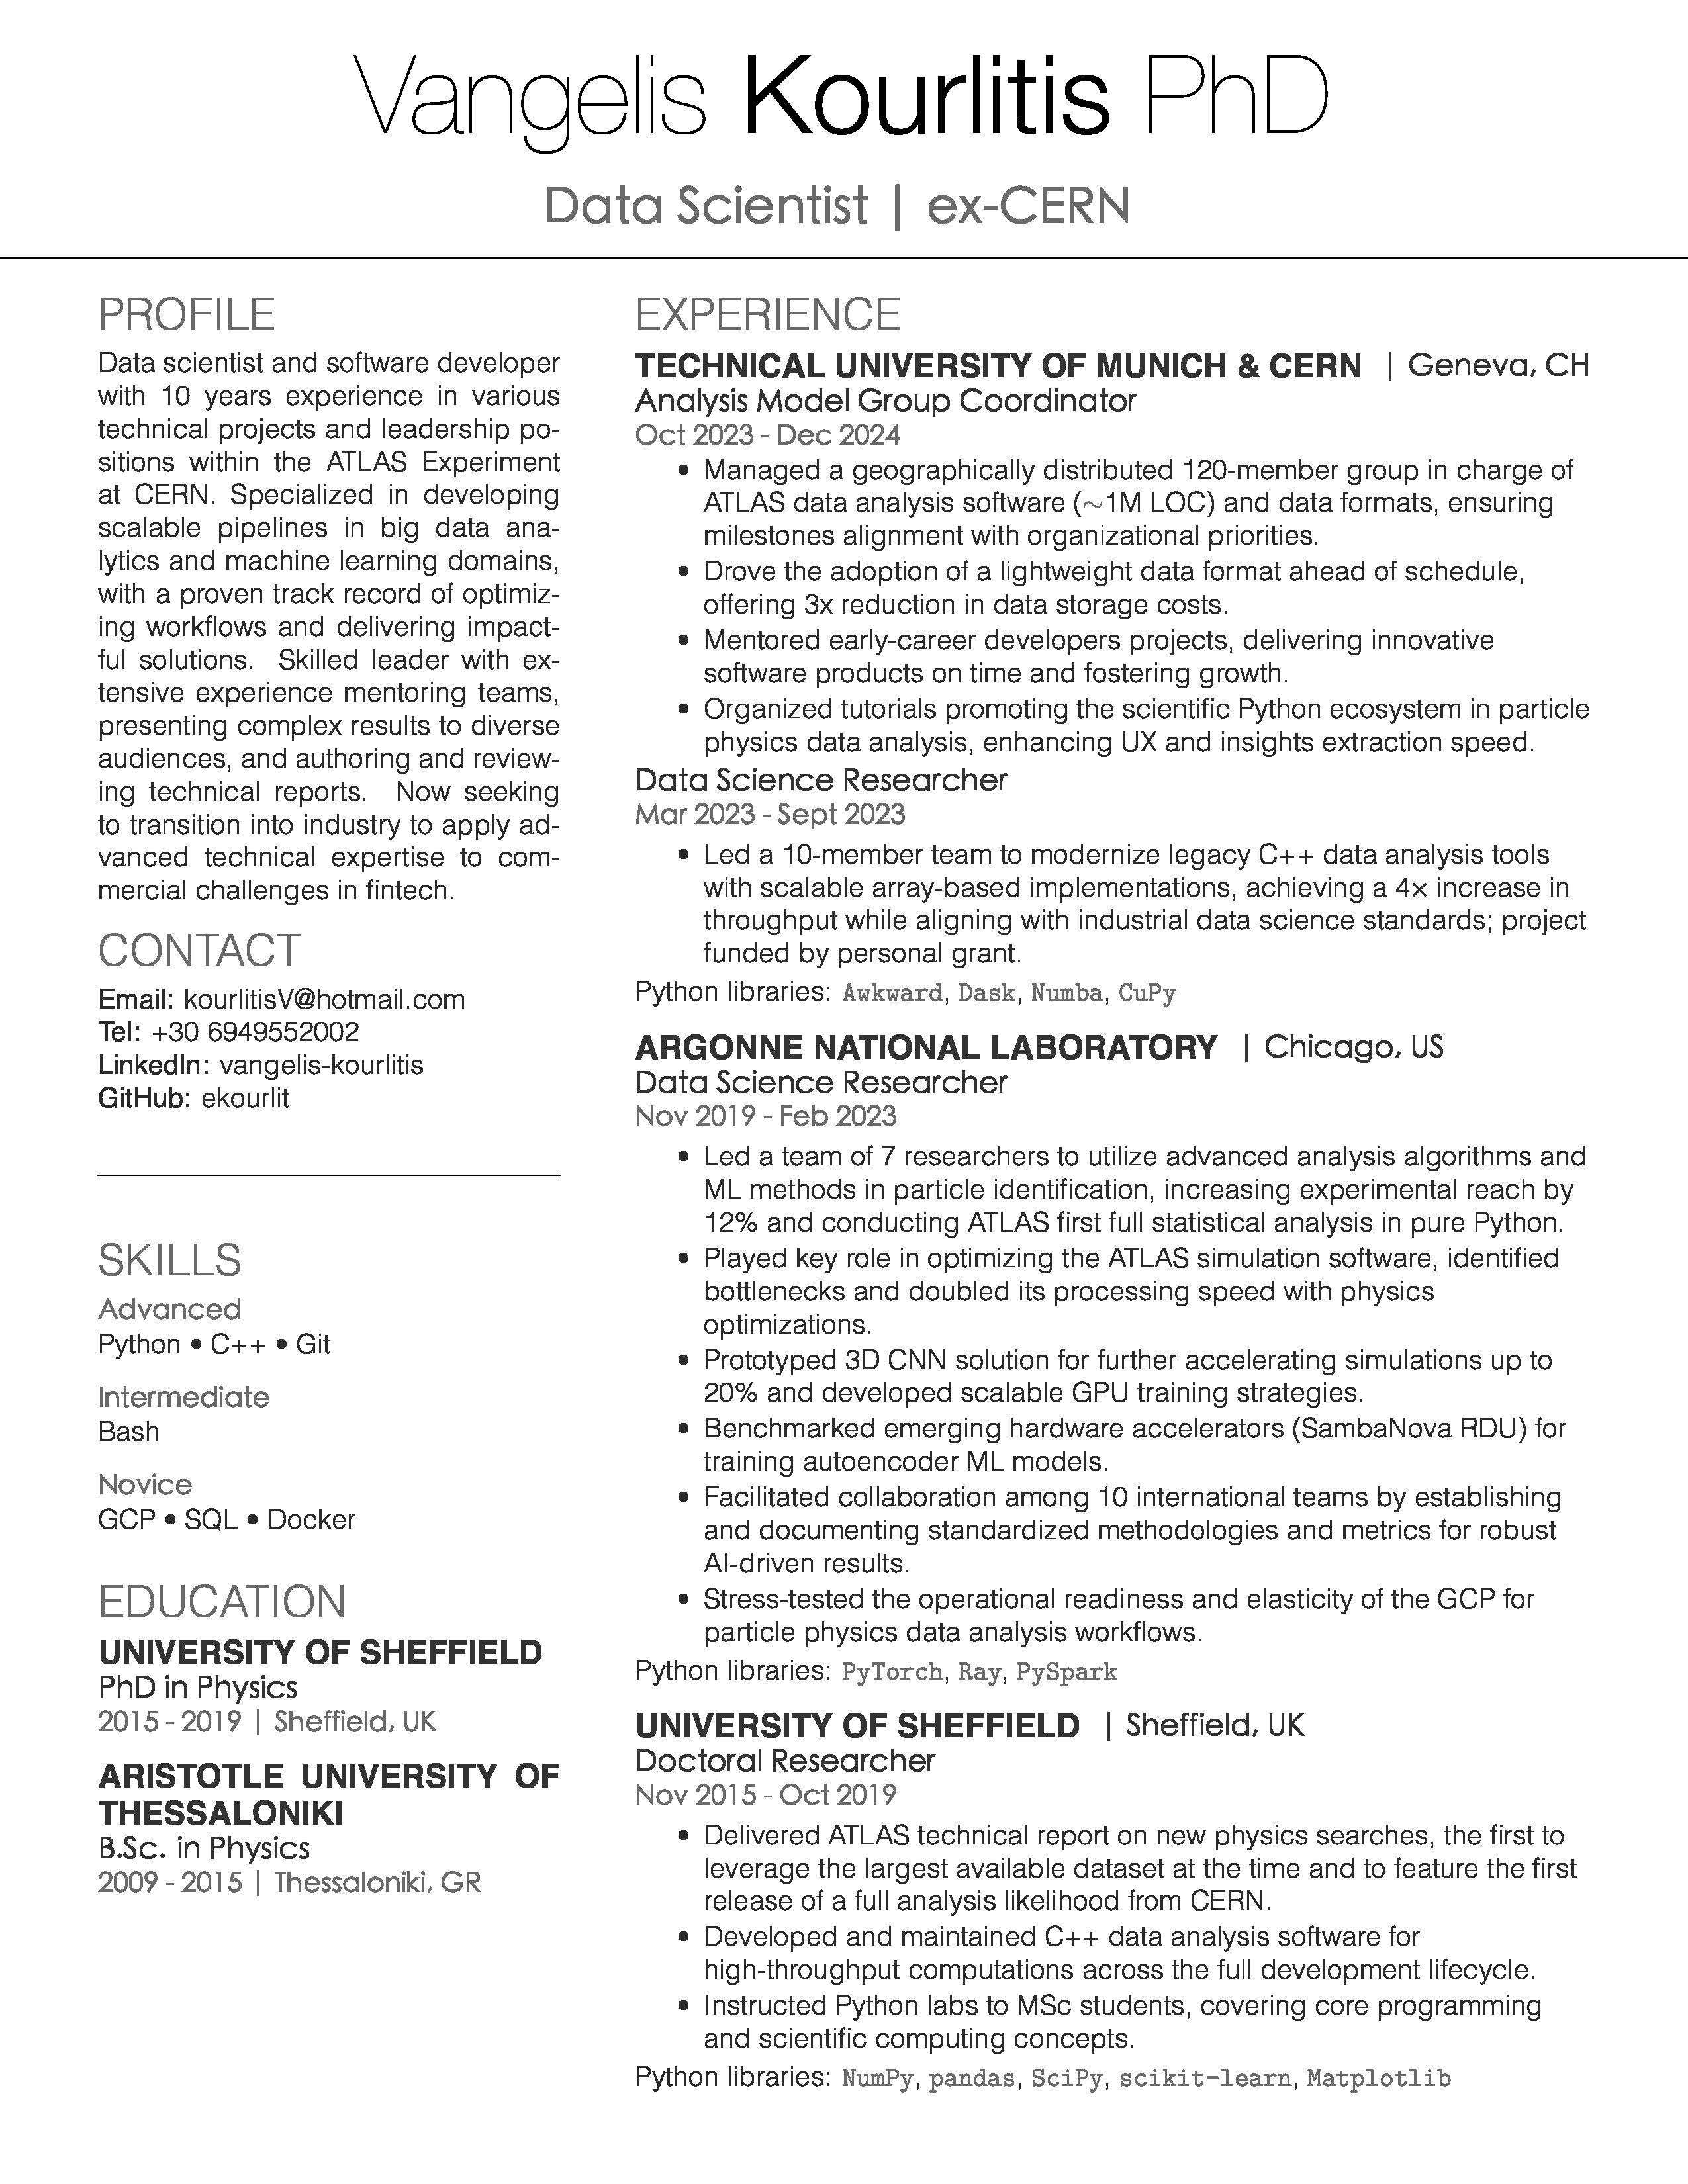 Vangelis Kourlitis PhD
Data Scientist | ex-CERN
PROFILE
Data scientist and software developer
with 10 years experience in various
technical projects and leadership po-
sitions within the ATLAS Experiment
at CERN. Specialized in developing
scalable pipelines in big data ana-
lytics and machine learning domains,
with a proven track record of optimiz-
ing workflows and delivering impact-
ful solutions. Skilled leader with ex-
tensive experience mentoring teams,
presenting complex results to diverse
audiences, and authoring and review-
ing technical reports. Now seeking
to transition into industry to apply ad-
vanced technical expertise to com-
mercial challenges in fintech.
CONTACT
Email: kourlitisV@hotmail.com
Tel: +30 6949552002
LinkedIn: vangelis-kourlitis
GitHub: ekourlit
SKILLS
Advanced
Python • C++ • Git
Intermediate
Bash
Novice
GCP • SQL • Docker
EDUCATION
UNIVERSITY OF SHEFFIELD
PhD in Physics
2015 - 2019 | Sheffield, UK
ARISTOTLE UNIVERSITY OF
THESSALONIKI
B.Sc. in Physics
2009 - 2015 | Thessaloniki, GR
EXPERIENCE
TECHNICAL UNIVERSITY OF MUNICH & CERN | Geneva, CH
Analysis Model Group Coordinator
Oct 2023 - Dec 2024
• Managed a geographically distributed 120-member group in charge of
ATLAS data analysis software (~1M LOC) and data formats, ensuring
milestones alignment with organizational priorities.
• Drove the adoption of a lightweight data format ahead of schedule,
offering 3x reduction in data storage costs.
• Mentored early-career developers projects, delivering innovative
software products on time and fostering growth.
• Organized tutorials promoting the scientific Python ecosystem in particle
physics data analysis, enhancing UX and insights extraction speed.
Data Science Researcher
Mar 2023 - Sept 2023
• Led a 10-member team to modernize legacy C++ data analysis tools
with scalable array-based implementations, achieving a 4× increase in
throughput while aligning with industrial data science standards; project
funded by personal grant.
Python libraries: Awkward, Dask, Numba, CuPy
ARGONNE NATIONAL LABORATORY | Chicago, US
Data Science Researcher
Nov 2019 - Feb 2023
• Led a team of 7 researchers to utilize advanced analysis algorithms and
ML methods in particle identification, increasing experimental reach by
12% and conducting ATLAS first full statistical analysis in pure Python.
• Played key role in optimizing the ATLAS simulation software, identified
bottlenecks and doubled its processing speed with physics
optimizations.
• Prototyped 3D CNN solution for further accelerating simulations up to
20% and developed scalable GPU training strategies.
• Benchmarked emerging hardware accelerators (SambaNova RDU) for
training autoencoder ML models.
• Facilitated collaboration among 10 international teams by establishing
and documenting standardized methodologies and metrics for robust
AI-driven results.
• Stress-tested the operational readiness and elasticity of the GCP for
particle physics data analysis workflows.
Python libraries: PyTorch, Ray, PySpark
UNIVERSITY OF SHEFFIELD | Sheffield, UK
Doctoral Researcher
Nov 2015 - Oct 2019
• Delivered ATLAS technical report on new physics searches, the first to
leverage the largest available dataset at the time and to feature the first
release of a full analysis likelihood from CERN.
• Developed and maintained C++ data analysis software for
high-throughput computations across the full development lifecycle.
• Instructed Python labs to MSc students, covering core programming
and scientific computing concepts.
Python libraries: NumPy, pandas, SciPy, scikit-learn, Matplotlib